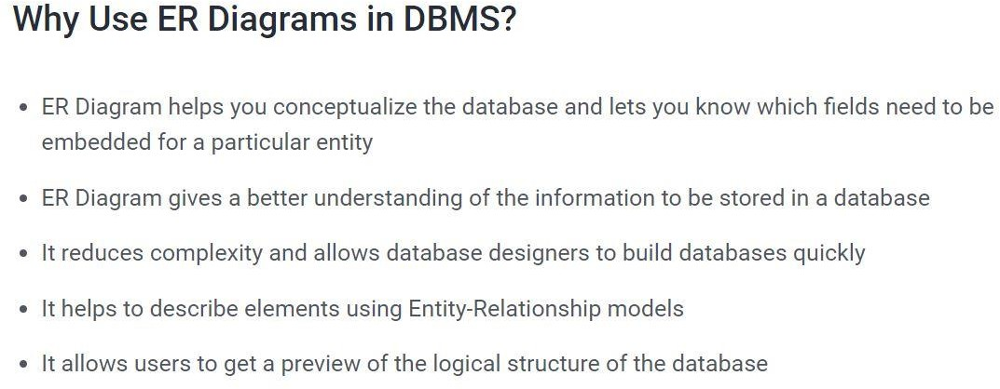 Why Use ER Diagrams in DBMS?
• ER Diagram helps you conceptualize the database and lets you know which fields need to be
embedded for a particular entity
• ER Diagram gives a better understanding of the information to be stored in a database
• It reduces complexity and allows database designers to build databases quickly
• It helps to describe elements using Entity-Relationship models
• It allows users to get a preview of the logical structure of the database